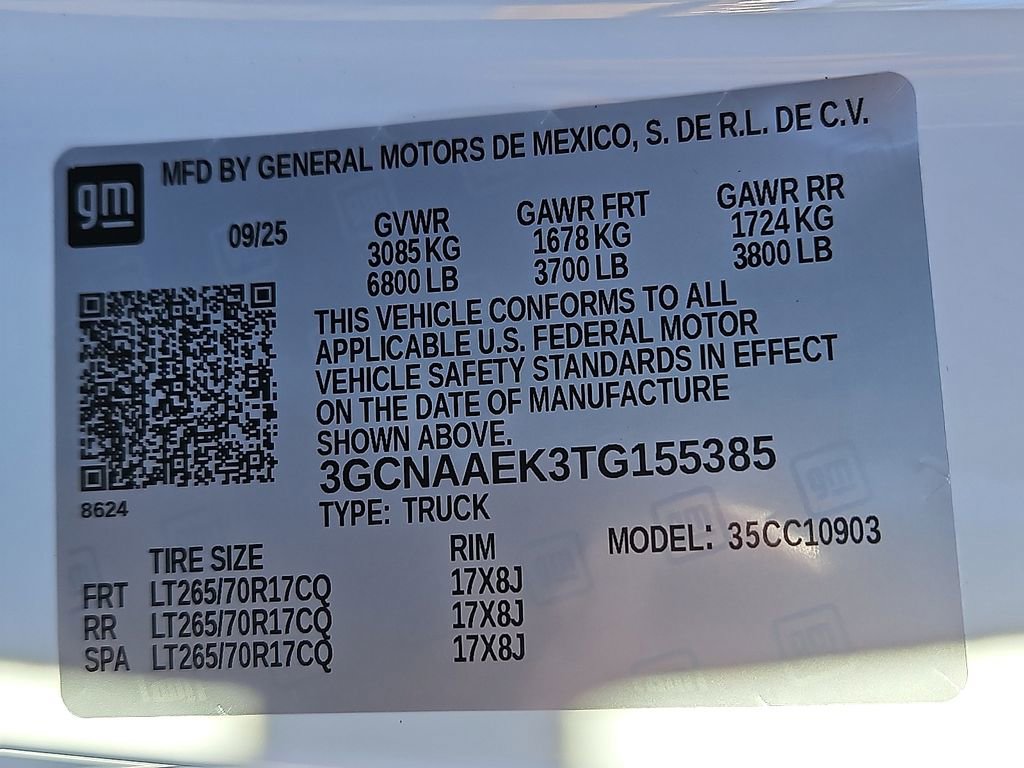 gm
MFD BY GENERAL MOTORS DE MEXICO, S. DE R.L. DE C.V.
09/25 GVWR GAWR FRT GAWR RR
3085 KG 1678 KG 1724 KG
6800 LB 3700 LB 3800 LB
THIS VEHICLE CONFORMS TO ALL
APPLICABLE U.S. FEDERAL MOTOR
VEHICLE SAFETY STANDARDS IN EFFECT
ON THE DATE OF MANUFACTURE
SHOWN ABOVE.
3GCNAAEK3TG155385
8624
TYPE: TRUCK
MODEL: 35CC10903
TIRE SIZE RIM
FRT LT265/70R17CQ 17X8J
RR LT265/70R17CQ 17X8J
SPA LT265/70R17CQ 17X8J